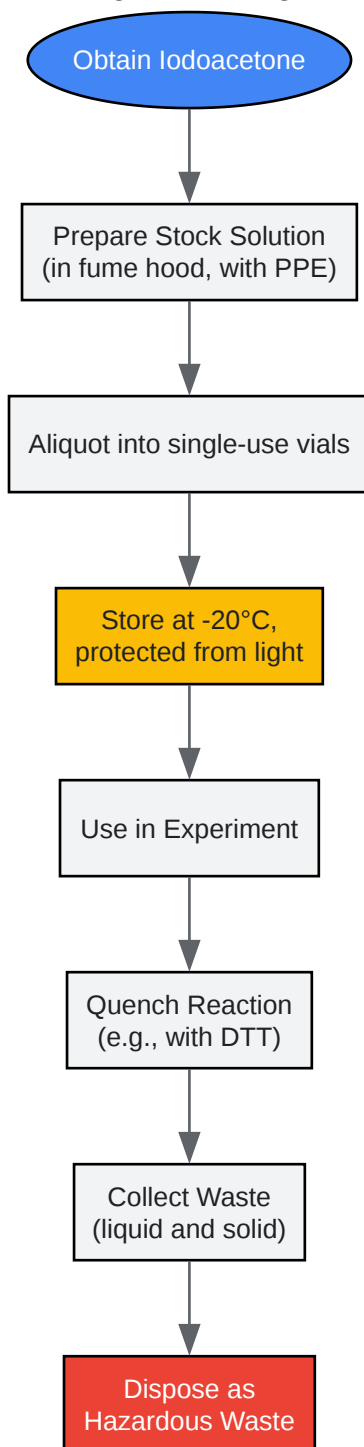 Obtain Iodoacetone
Prepare Stock Solution
(in fume hood, with PPE)
Aliquot into single-use vials
Store at -20°C,
protected from light
Use in Experiment
Quench Reaction
(e.g., with DTT)
Collect Waste
(liquid and solid)
Dispose as
Hazardous Waste